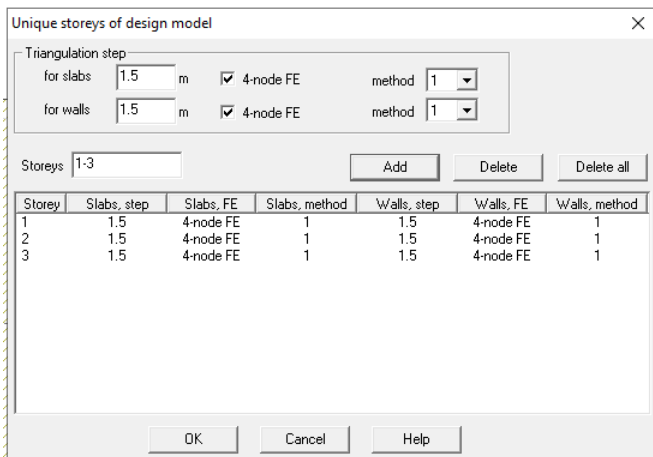 Unique storeys of design model
Triangulation step
for slabs 1.5 m 4-node FE method 1
for walls 1.5 m 4-node FE method 1
Storeys 1-3 Add Delete Delete all
Storey Slabs, step Slabs, FE Slabs, method Walls, step Walls, FE Walls, method
1 1.5 4-node FE 1 1.5 4-node FE 1
2 1.5 4-node FE 1 1.5 4-node FE 1
3 1.5 4-node FE 1 1.5 4-node FE 1
OK Cancel Help